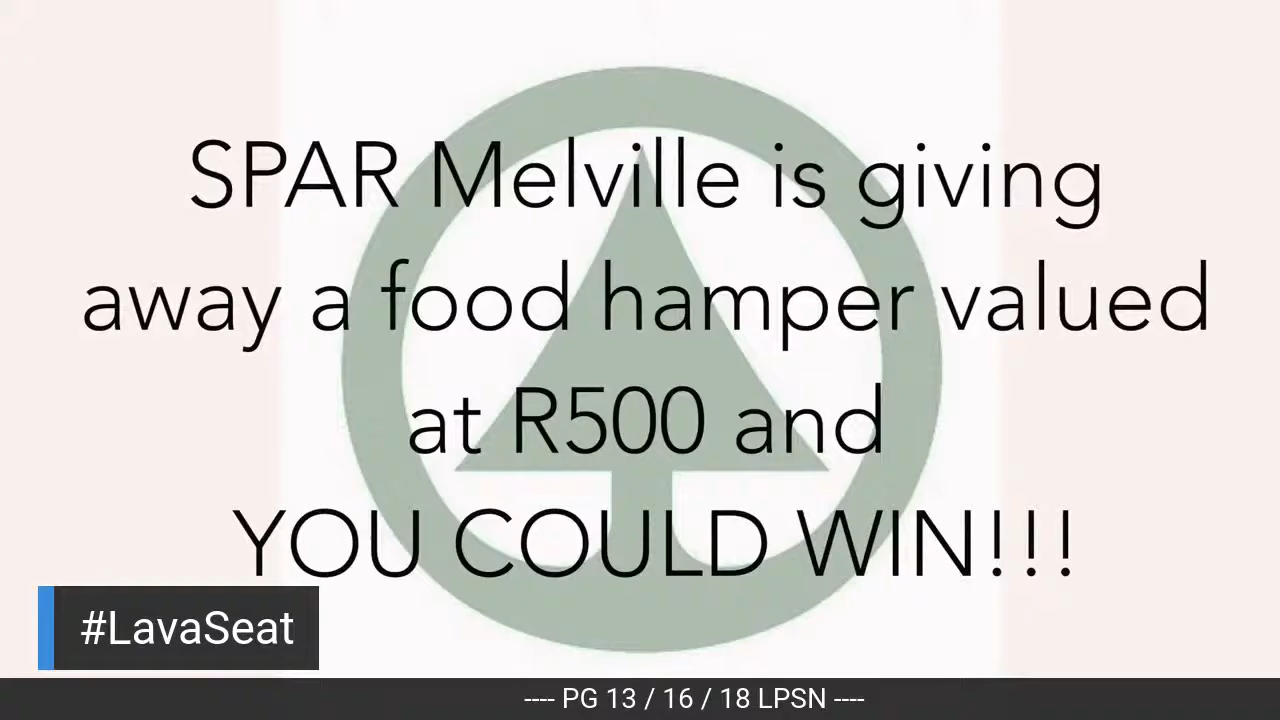 SPAR Melville is giving
away a food hamper valued
at R500 and
YOU COULD WIN!!!
#LavaSeat
---- PG 13 / 16 / 18 LPSN ----